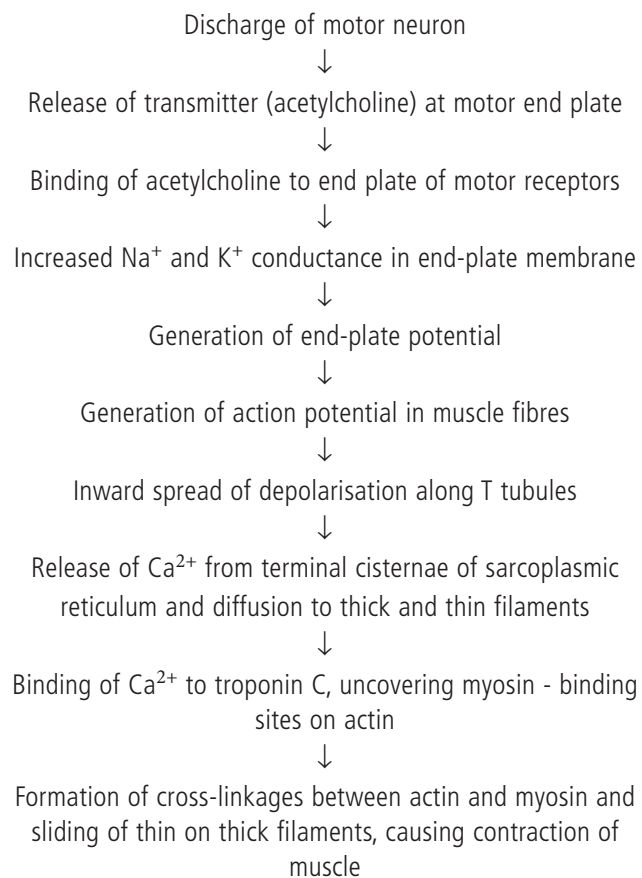 Discharge of motor neuron
↓
Release of transmitter (acetylcholine) at motor end plate
↓
Binding of acetylcholine to end plate of motor receptors
↓
Increased Na⁺ and K⁺ conductance in end-plate membrane
↓
Generation of end-plate potential
↓
Generation of action potential in muscle fibres
↓
Inward spread of depolarisation along T tubules
↓
Release of Ca²⁺ from terminal cisternae of sarcoplasmic
reticulum and diffusion to thick and thin filaments
↓
Binding of Ca²⁺ to troponin C, uncovering myosin - binding
sites on actin
↓
Formation of cross-linkages between actin and myosin and
sliding of thin on thick filaments, causing contraction of
muscle